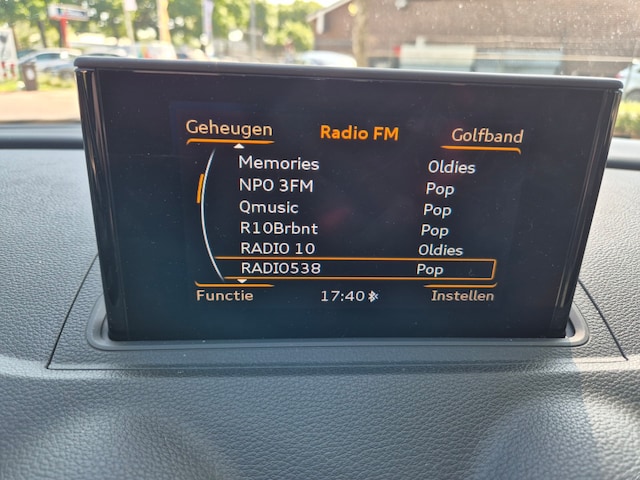 Geheugen Radio FM Golfband
Memories Oldies
NPO 3FM Pop
Qmusic Pop
R10Brbnt Pop
RADIO 10 Oldies
RADIO538 Pop
Functie 17:40 Instellen